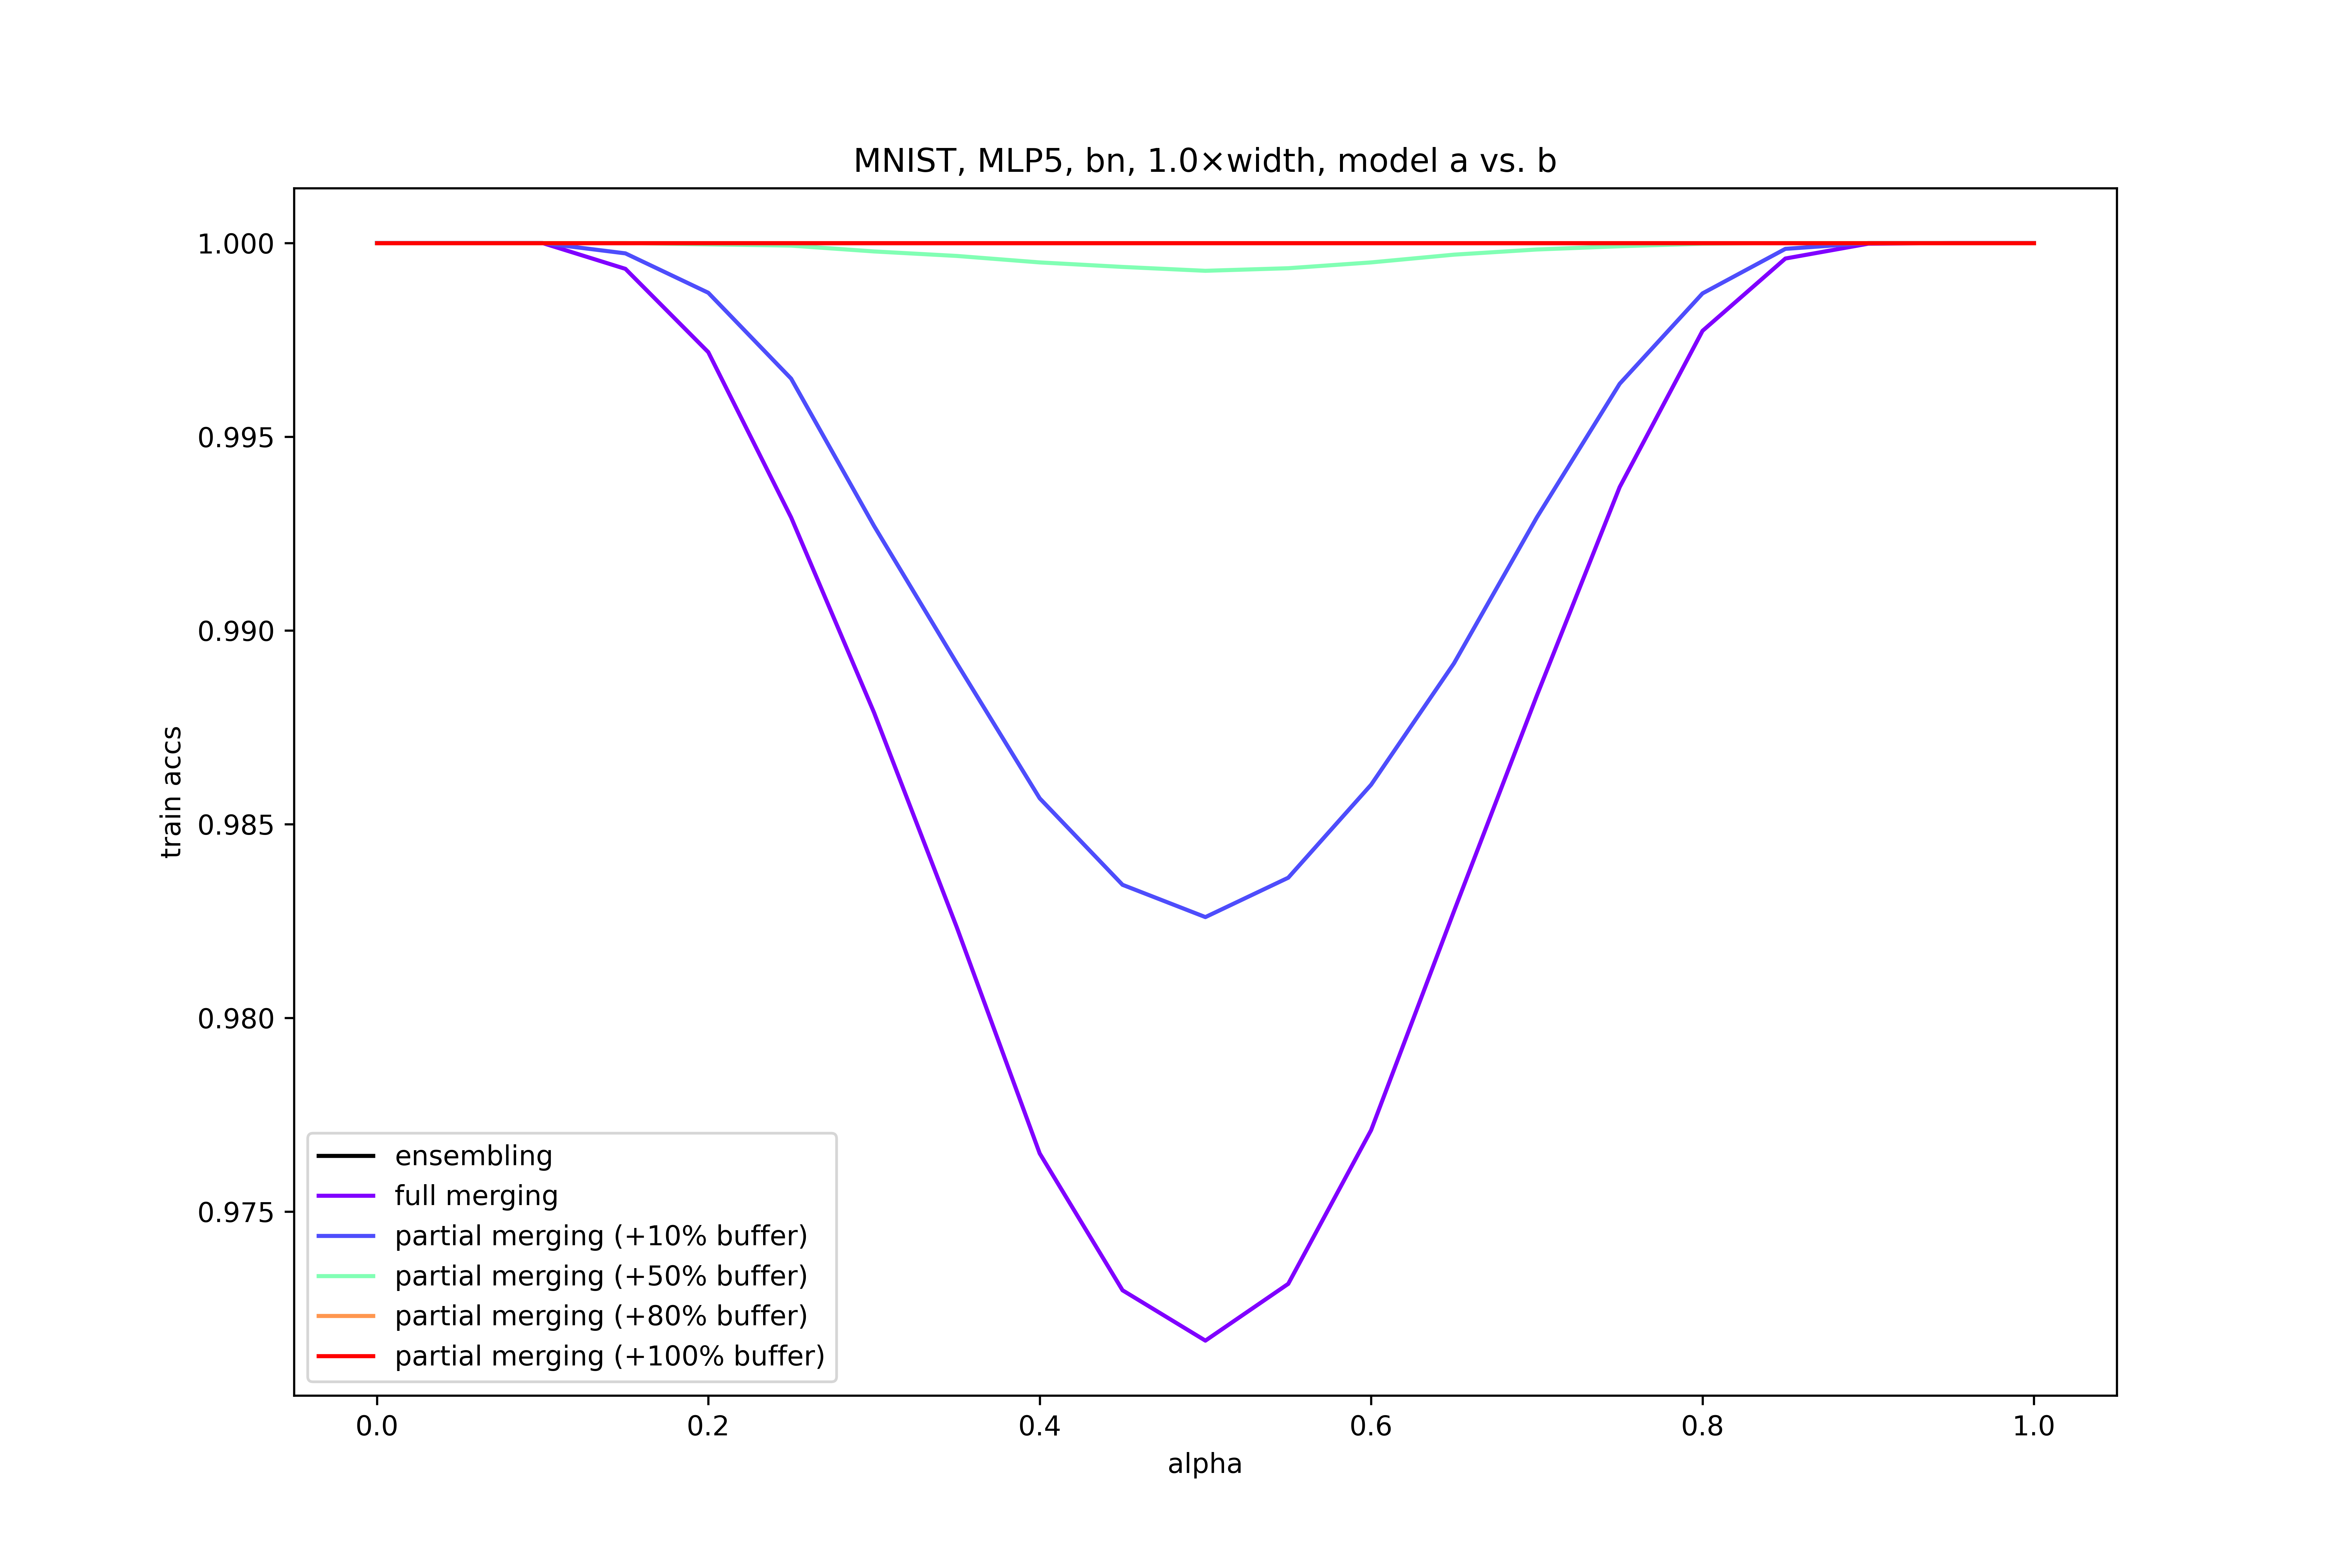 MNIST, MLP5, bn, 1.0×width, model a vs. b
1.000
0.995
0.990
0.985
0.980
0.975
train accs
ensembling
full merging
partial merging (+10% buffer)
partial merging (+50% buffer)
partial merging (+80% buffer)
partial merging (+100% buffer)
0.0 0.2 0.4 0.6 0.8 1.0
alpha